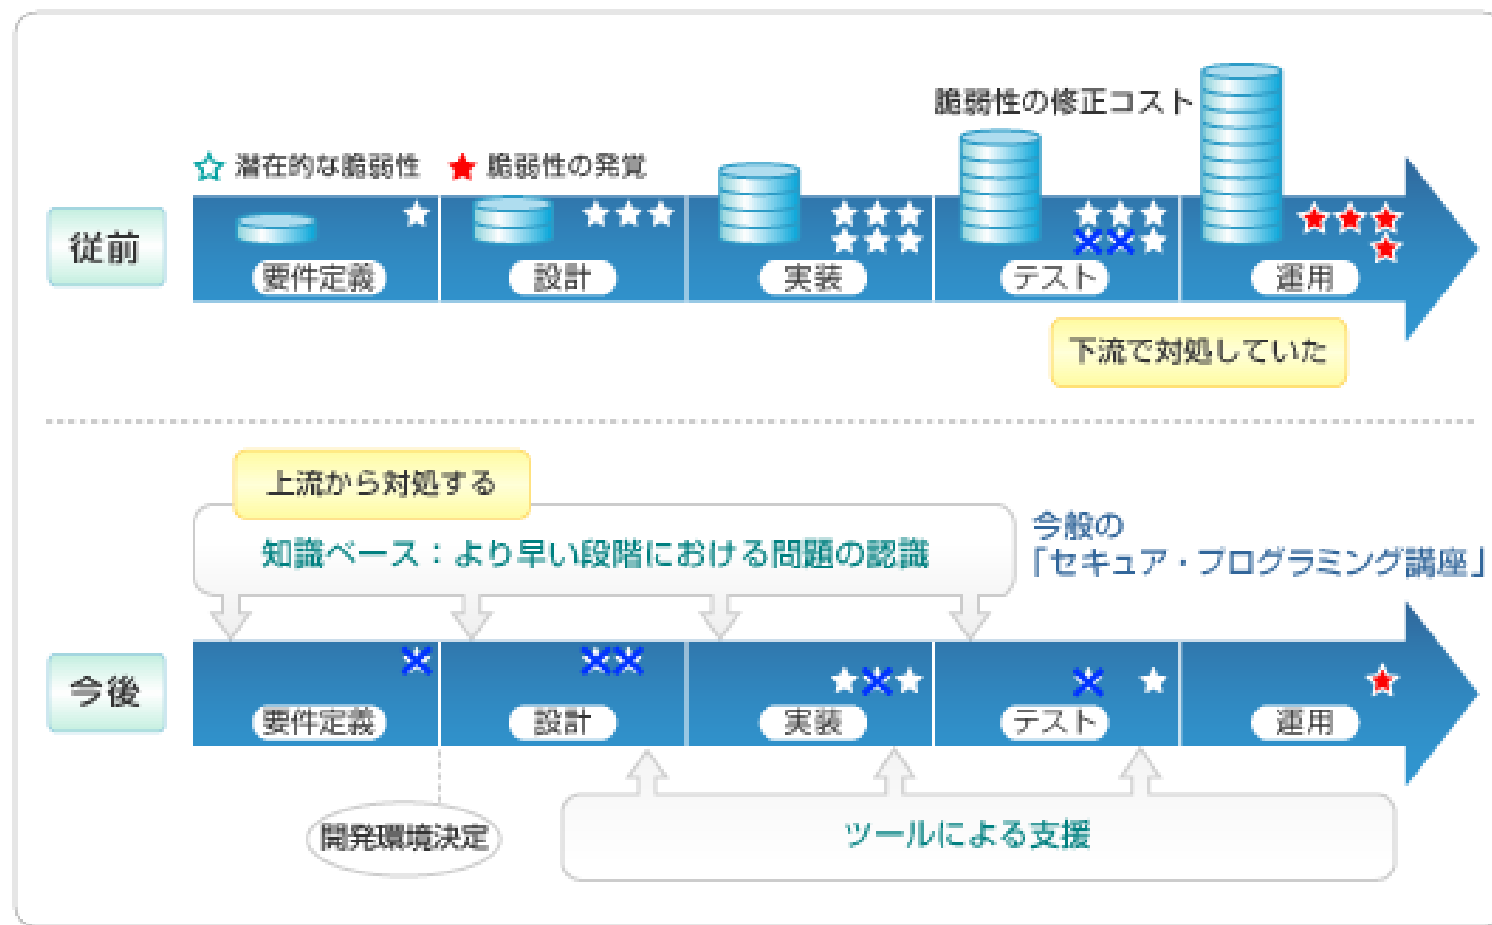 脆弱性の修正コスト
潜在的な脆弱性
脆弱性の発覚
従前
要件定義
設計
実装
テスト
運用
下流で対処していた
上流から対処する
知識ベース：より早い段階における問題の認識
今般の
「セキュア・プログラミング講座」
今後
要件定義
設計
実装
テスト
運用
開発環境決定
ツールによる支援